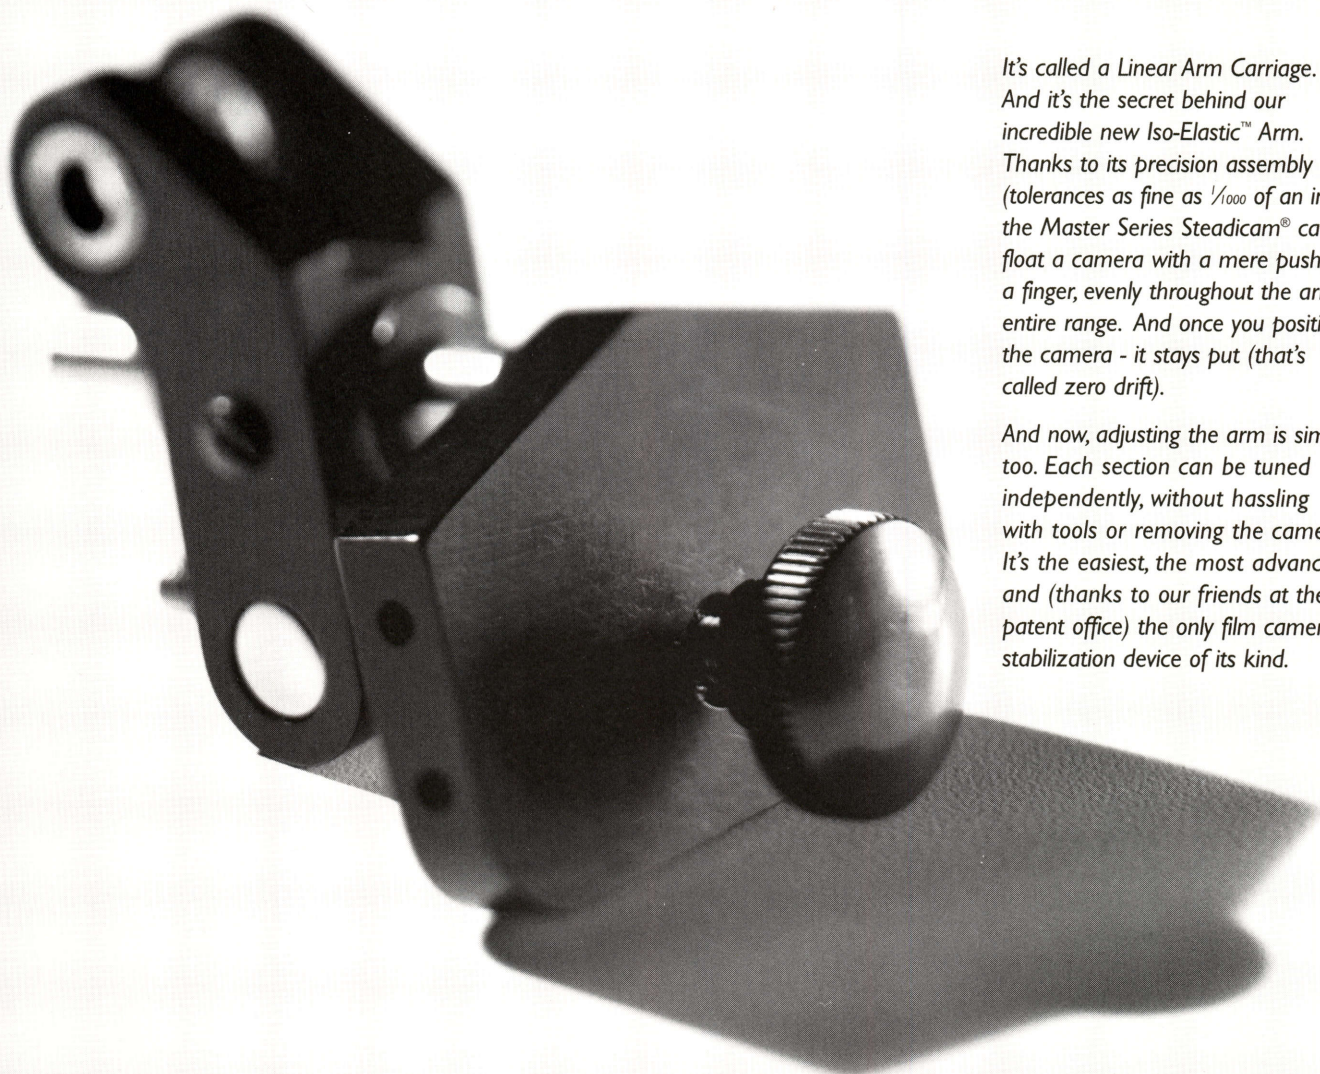 It's called a Linear Arm Carriage.
And it's the secret behind our
incredible new Iso-Elastic™ Arm.
Thanks to its precision assembly
(tolerances as fine as 1/1000 of an
the Master Series Steadicam®
float a camera with a mere push
a finger, evenly throughout the
entire range. And once you
the camera - it stays put (that's
called zero drift).
And now, adjusting the arm is
too. Each section can be tuned
independently, without hassling
with tools or removing the
It's the easiest, the most
and (thanks to our friends at the
patent office) the only film
stabilization device of its kind.